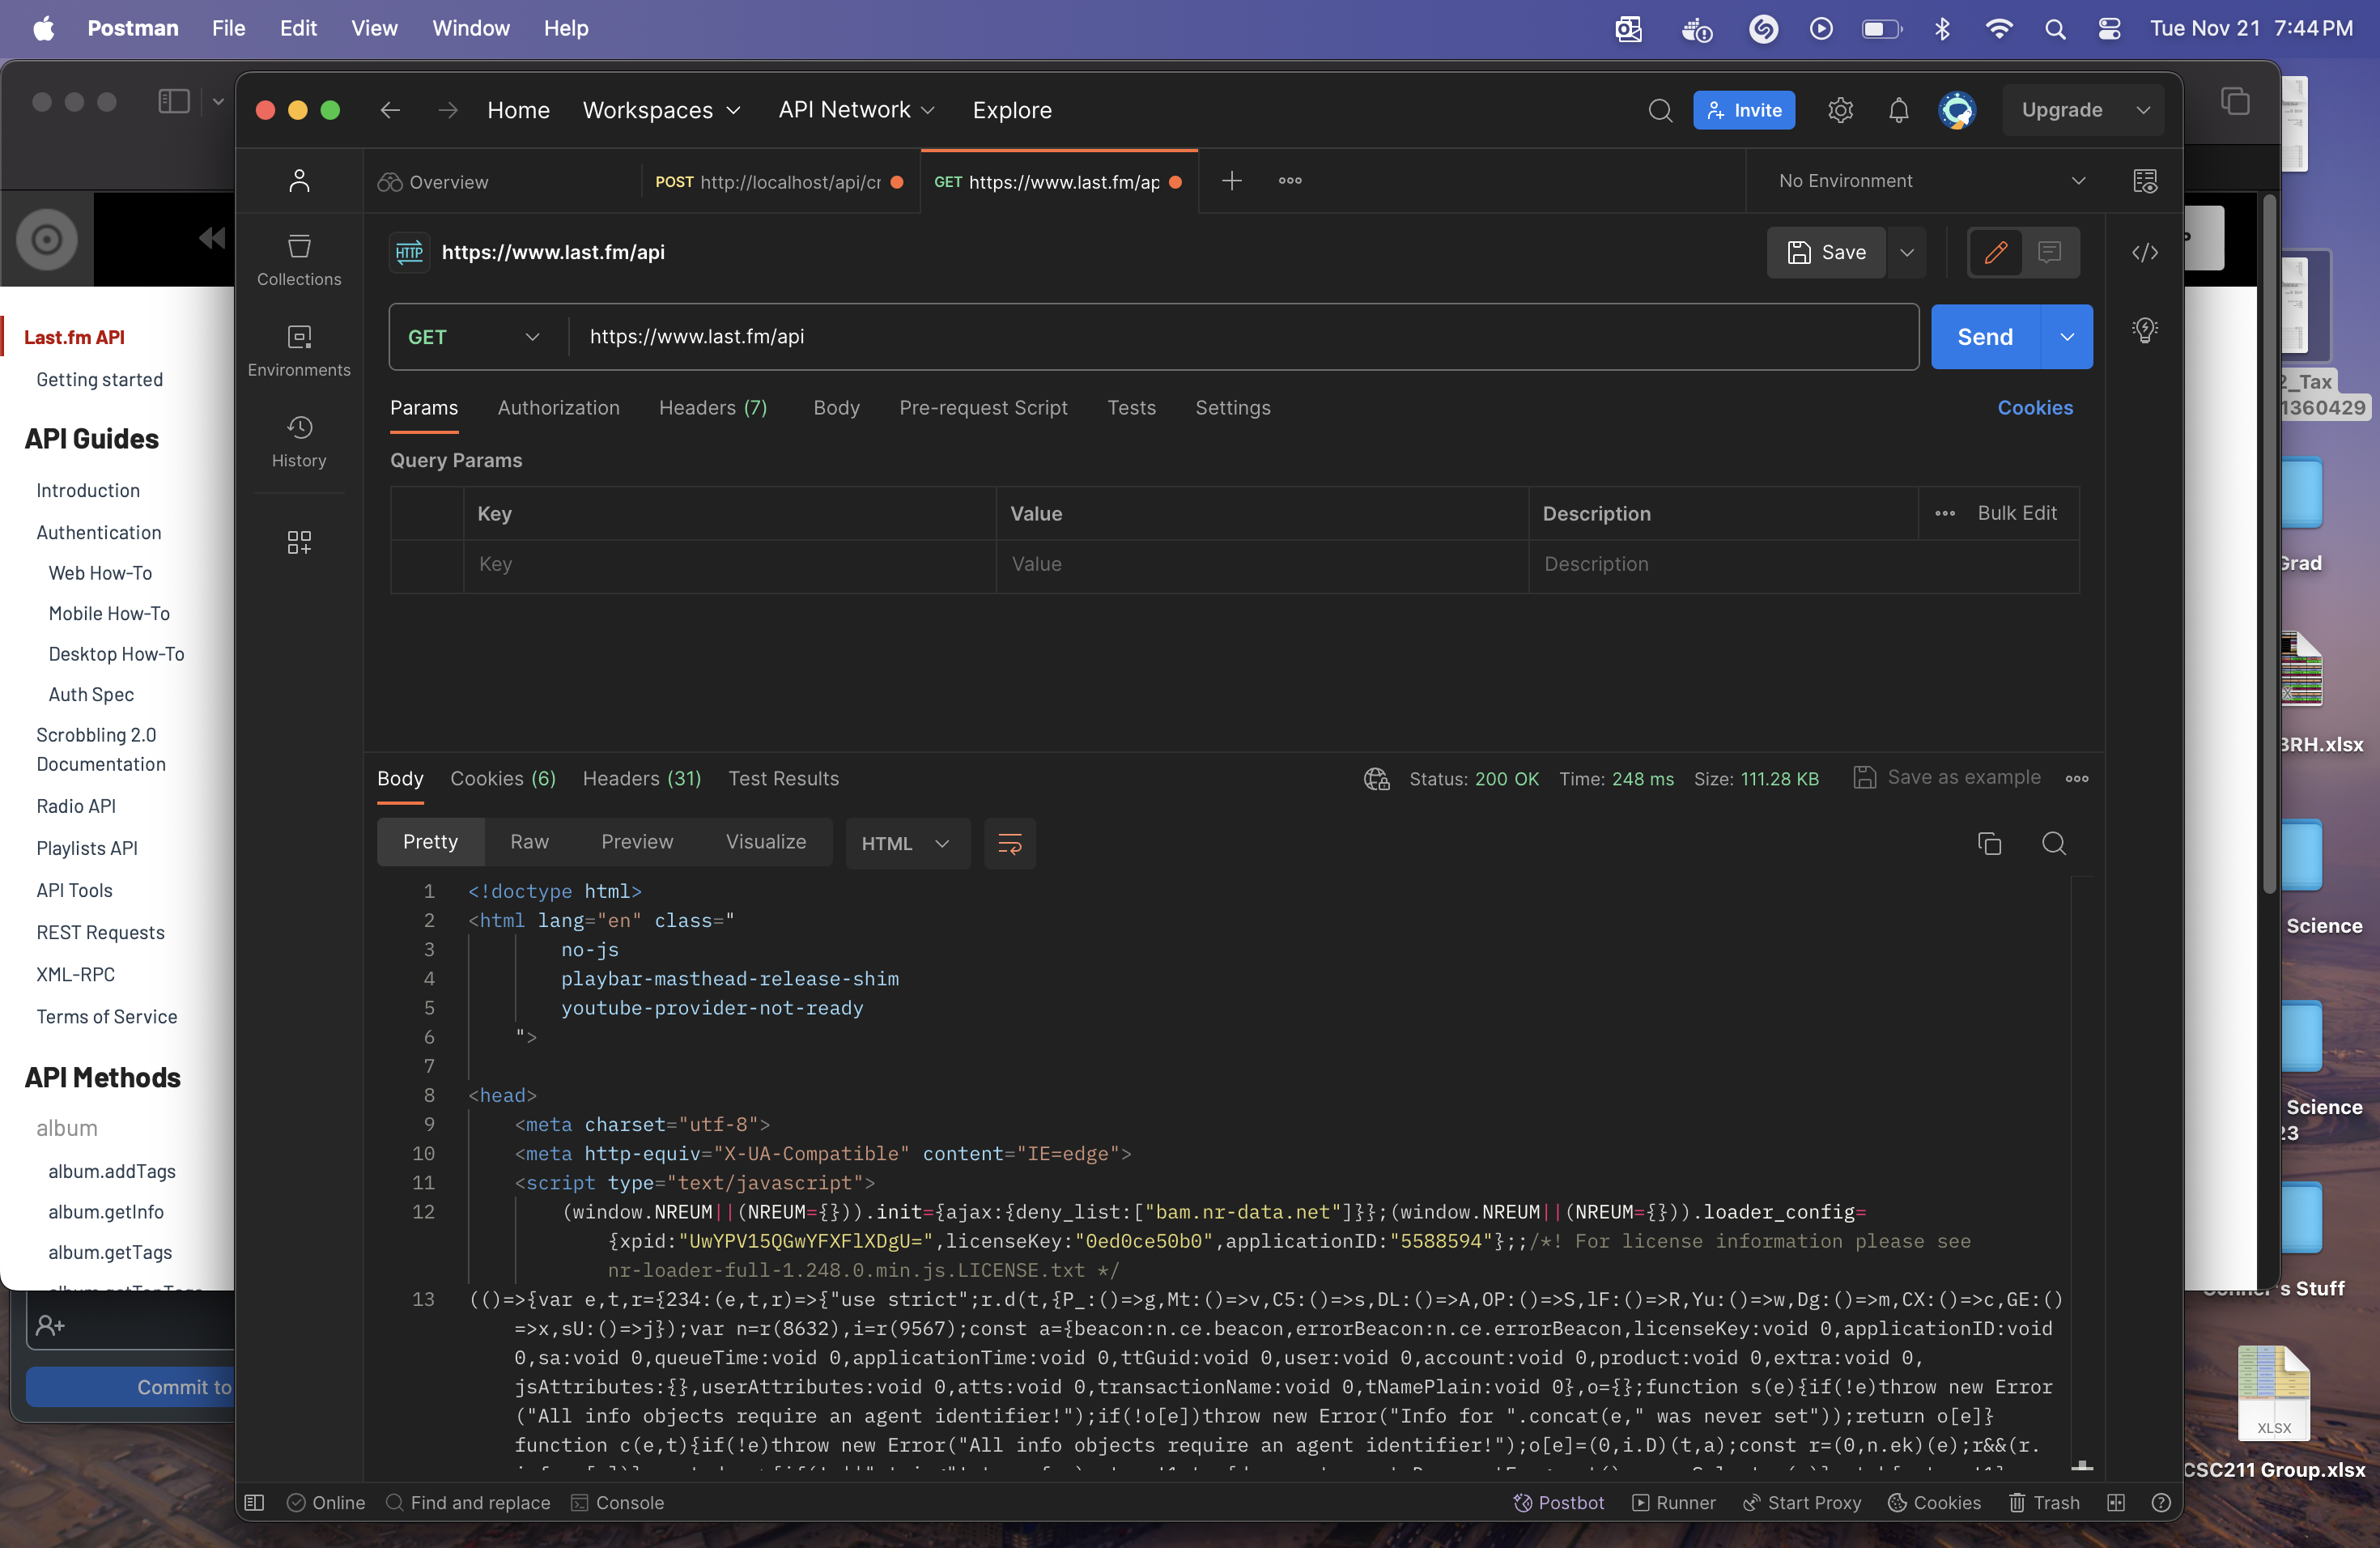 Postman File Edit View Window Help Tue Nov 21 7:44 PM
Home Workspaces API Network Explore Invite Upgrade
Overview POST http://localhost/api/cr GET https://www.last.fm/ap No Environment
HTTP https://www.last.fm/api Save
GET https://www.last.fm/api Send
Params Authorization Headers (7) Body Pre-request Script Tests Settings Cookies
Query Params
Key Value Description Bulk Edit
Key Value Description
Collections
Environments
History
Body Cookies (6) Headers (31) Test Results Status: 200 OK Time: 248 ms Size: 111.28 KB Save as example
Pretty Raw Preview Visualize HTML
1 <!doctype html>
2 <html lang="en" class="
3 no-js
4 playbar-masthead-release-shim
5 youtube-provider-not-ready
6 ">
7
8 <head>
9 <meta charset="utf-8">
10 <meta http-equiv="X-UA-Compatible" content="IE=edge">
11 <script type="text/javascript">
12 (window.NREUM||(NREUM={})).init={ajax:{deny_list:["bam.nr-data.net"]}};(window.NREUM||(NREUM={})).loader_config=
{xpid:"UwYPV15QGwYFXFlXDgU=",licenseKey:"0ed0ce50b0",applicationID:"5588594"};;/*! For license information please see
nr-loader-full-1.248.0.min.js.LICENSE.txt */
13 (()=>{var e,t,r={234:(e,t,r)=>{"use strict";r.d(t,{P_:()=>g,Mt:()=>v,C5:()=>s,DL:()=>A,OP:()=>S,lF:()=>R,Yu:()=>w,Dg:()=>m,CX:()=>c,GE:()
=>x,sU:()=>j});var n=r(8632),i=r(9567);const a={beacon:n.ce.beacon,errorBeacon:n.ce.errorBeacon,licenseKey:void 0,applicationID:void
0,sa:void 0,queueTime:void 0,applicationTime:void 0,ttGuid:void 0,user:void 0,account:void 0,product:void 0,extra:void 0,
jsAttributes:{},userAttributes:void 0,atts:void 0,transactionName:void 0,tNamePlain:void 0},o={};function s(e){if(!e)throw new Error
("All info objects require an agent identifier!");if(!o[e])throw new Error("Info for ".concat(e," was never set"));return o[e]}
function c(e,t){if(!e)throw new Error("All info objects require an agent identifier!");o[e]=(0,i.D)(t,a);const r=(0,n.ek)(e);r&&(r.
Online Find and replace Console Postbot Runner Start Proxy Cookies Trash
Last.fm API
Getting started
API Guides
Introduction
Authentication
Web How-To
Mobile How-To
Desktop How-To
Auth Spec
Scrobbling 2.0
Documentation
Radio API
Playlists API
API Tools
REST Requests
XML-RPC
Terms of Service
API Methods
album
album.addTags
album.getInfo
album.getTags
Commit to
2_Tax
1360429
Grad
BRH.xlsx
Science
Science
23
's Stuff
XLSX
CSC211 Group.xlsx